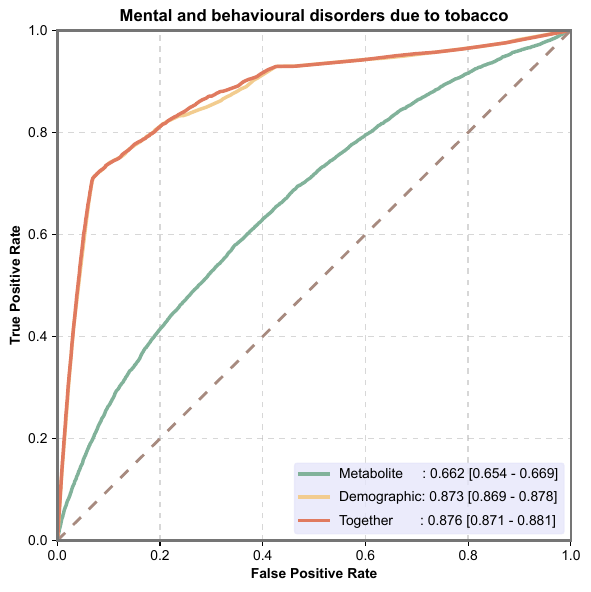 Mental and behavioural disorders due to tobacco
True Positive Rate
1.0
0.8
0.6
0.4
0.2
0.0
Metabolite : 0.662 [0.654 - 0.669]
Demographic: 0.873 [0.869 - 0.878]
Together : 0.876 [0.871 - 0.881]
0.0 0.2 0.4 0.6 0.8 1.0
False Positive Rate